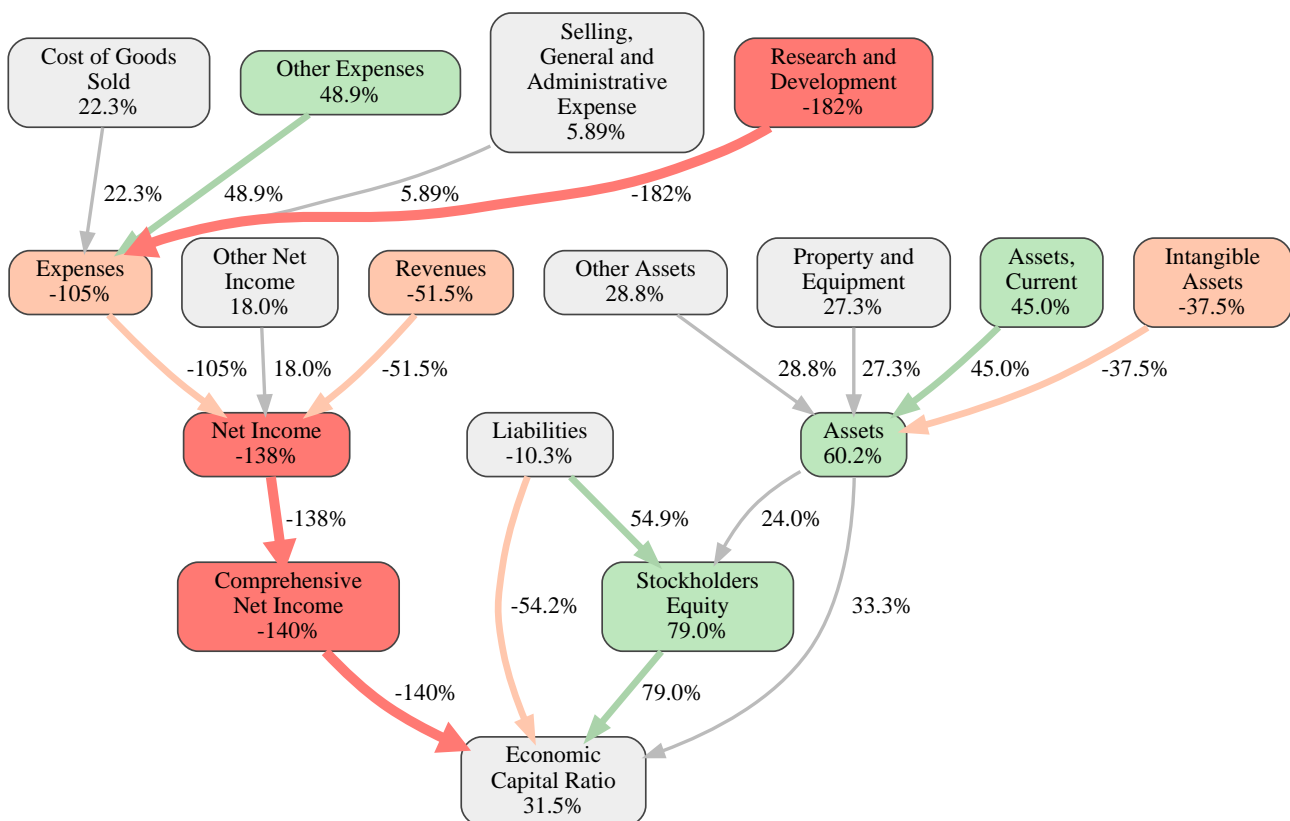 Cost of Goods
Sold
22.3%
Other Expenses
48.9%
Selling,
General and
Administrative
Expense
5.89%
Research and
Development
-182%
22.3%
48.9%
5.89%
-182%
Expenses
-105%
Other Net
Income
18.0%
Revenues
-51.5%
Other Assets
28.8%
Property and
Equipment
27.3%
Assets,
Current
45.0%
Intangible
Assets
-37.5%
-105%
18.0%
-51.5%
28.8%
27.3%
45.0%
-37.5%
Net Income
-138%
Liabilities
-10.3%
Assets
60.2%
-138%
54.9%
24.0%
Comprehensive
Net Income
-140%
-54.2%
Stockholders
Equity
79.0%
33.3%
-140%
79.0%
Economic
Capital Ratio
31.5%